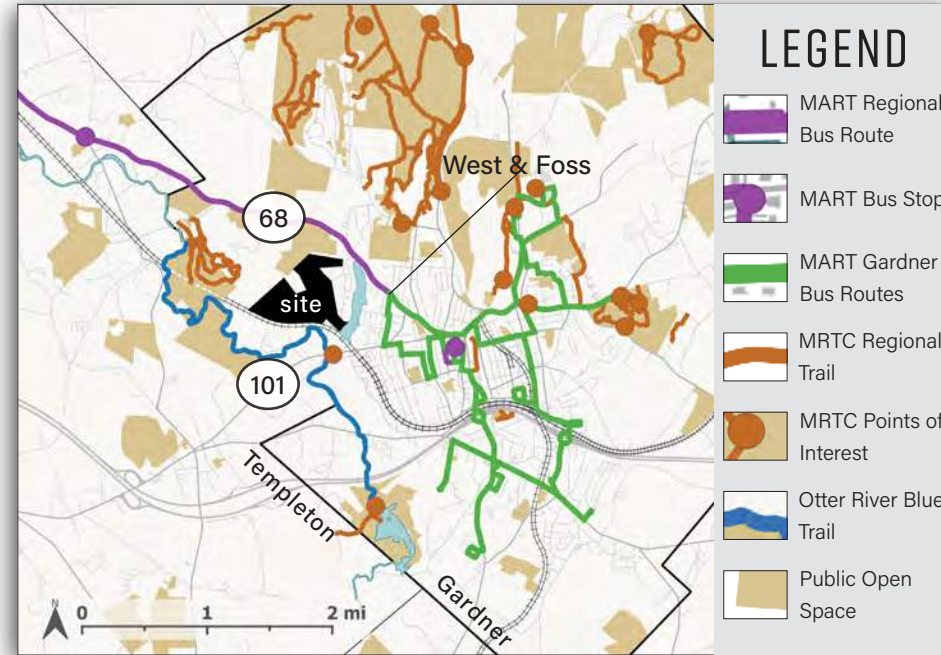 West & Foss
68
site
101
Templeton
Gardner
N
0 1 2 mi
LEGEND
MART Regional
Bus Route
MART Bus Stop
MART Gardner
Bus Routes
MRTC Regional
Trail
MRTC Points of
Interest
Otter River Blue
Trail
Public Open
Space